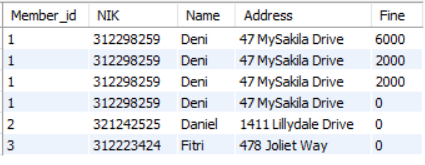 Member_id NIK Name Address Fine
1 312298259 Deni 47 MySakila Drive 6000
1 312298259 Deni 47 MySakila Drive 2000
1 312298259 Deni 47 MySakila Drive 2000
1 312298259 Deni 47 MySakila Drive 0
2 321242525 Daniel 1411 Lillydale Drive 0
3 312223424 Fitri 478 Joliet Way 0